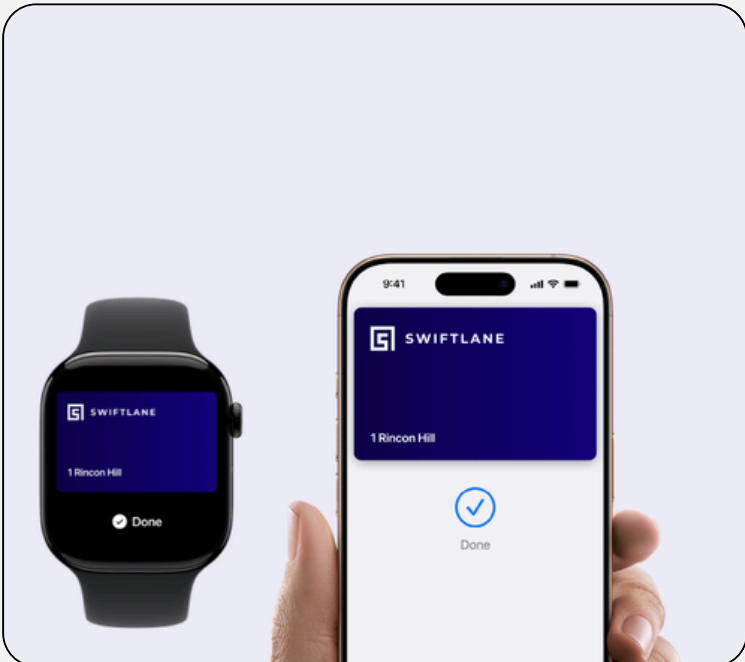 SWIFTLANE
1 Rincon Hill
Done
9:41
SWIFTLANE
1 Rincon Hill
Done